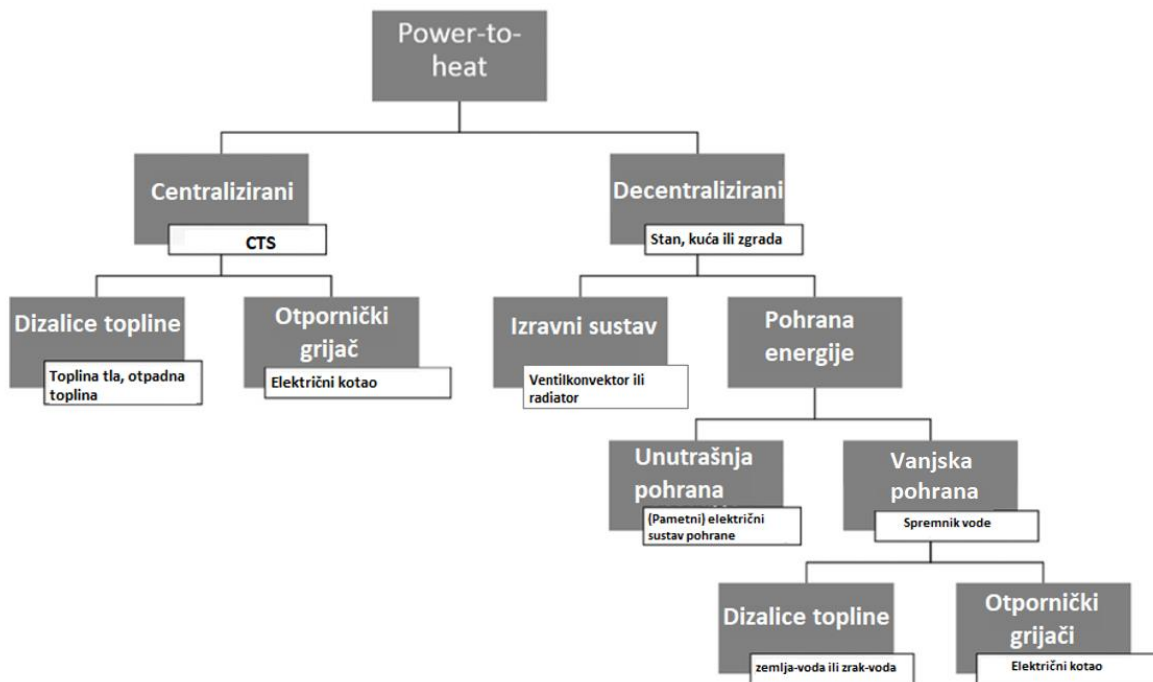 Power-to-
heat
Centralizirani
CTS
Decentralizirani
Stan, kuća ili zgrada
Dizalice topline
Toplina tla, otpadna
toplina
Otpornički
grijač
Električni kotao
Izravni sustav
Ventilkonvektor ili
radiator
Pohrana
energije
Unutrašnja
pohrana
(Pametni) električni
sustav pohrane
Vanjska
pohrana
Spremnik vode
Dizalice topline
zemlja-voda ili zrak-voda
Otpornički
grijači
Električni kotao